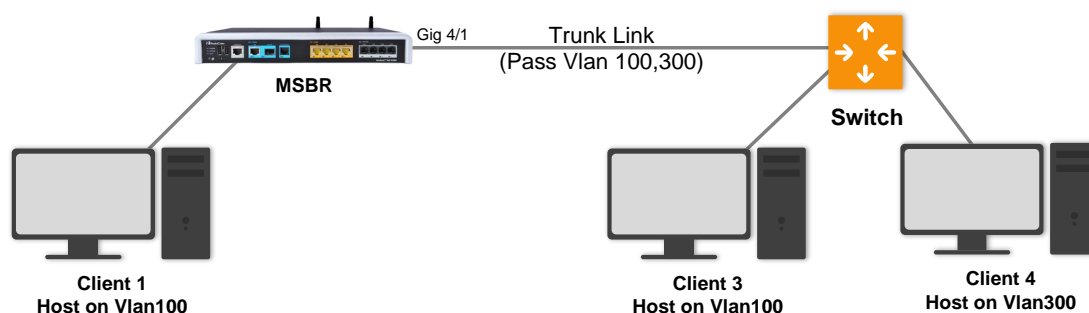 Gig 4/1
Trunk Link
(Pass Vlan 100,300)
MSBR
Switch
Client 1
Host on Vlan100
Client 3
Host on Vlan100
Client 4
Host on Vlan300